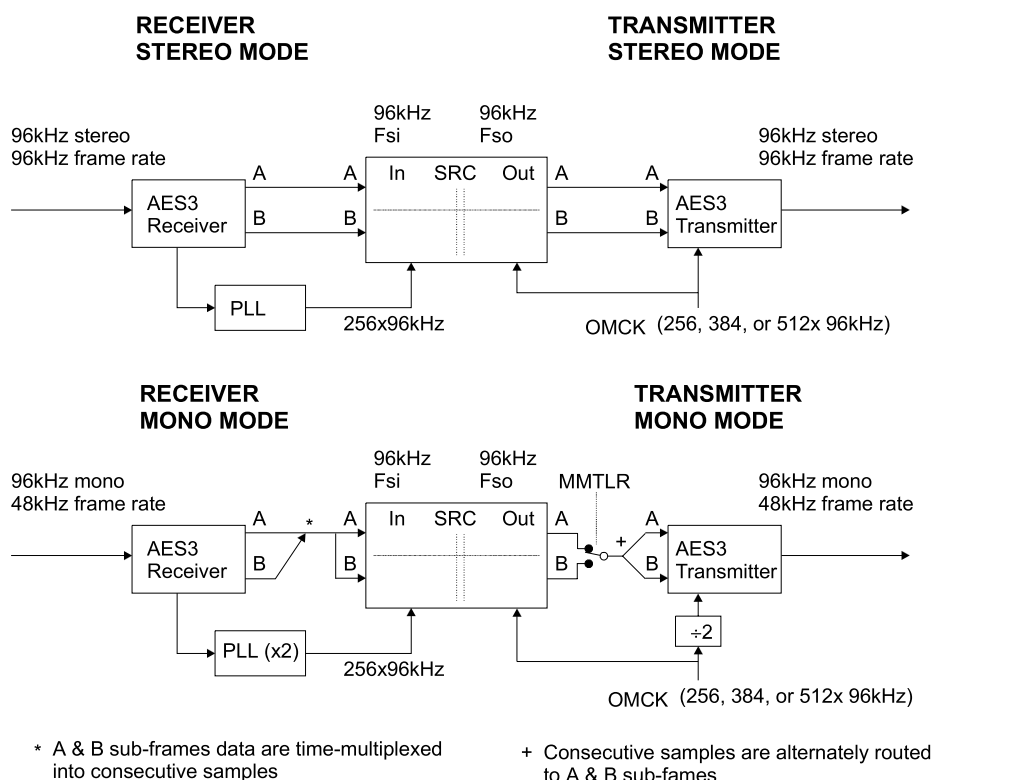 RECEIVER
STEREO MODE
TRANSMITTER
STEREO MODE
96kHz stereo
96kHz frame rate
96kHz
Fsi
96kHz
Fso
96kHz stereo
96kHz frame rate
AES3
Receiver
A
B
A
B
In
SRC
Out
A
B
A
B
AES3
Transmitter
PLL
256x96kHz
OMCK (256, 384, or 512x 96kHz)
RECEIVER
MONO MODE
TRANSMITTER
MONO MODE
96kHz mono
48kHz frame rate
96kHz
Fsi
96kHz
Fso
MMTLR
96kHz mono
48kHz frame rate
AES3
Receiver
A
B
*
A
B
In
SRC
Out
A
B
+
A
B
AES3
Transmitter
PLL (x2)
256x96kHz
÷2
OMCK (256, 384, or 512x 96kHz)
* A & B sub-frames data are time-multiplexed
into consecutive samples
+ Consecutive samples are alternately routed
to A & B sub-fames